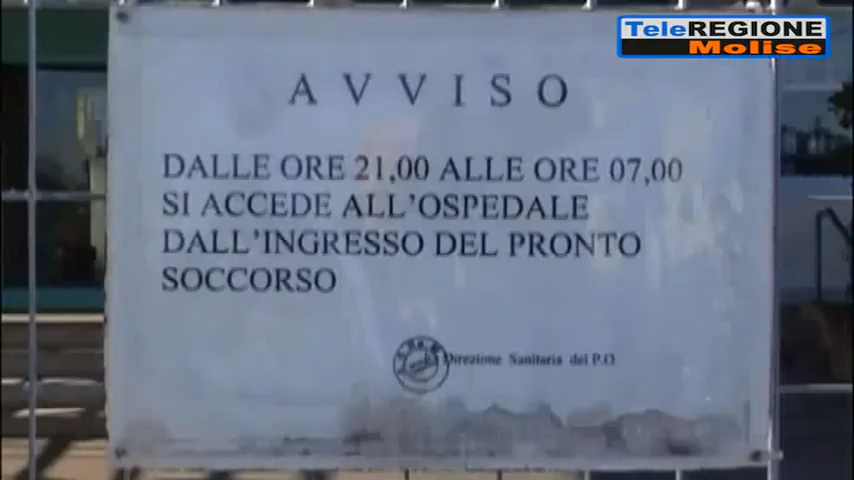 TeleREGIONE
Molise
AVVISO
DALLE ORE 21,00 ALLE ORE 07,00
SI ACCEDE ALL'OSPEDALE
DALL'INGRESSO DEL PRONTO
SOCCORSO
Direzione Sanitaria del P.O.